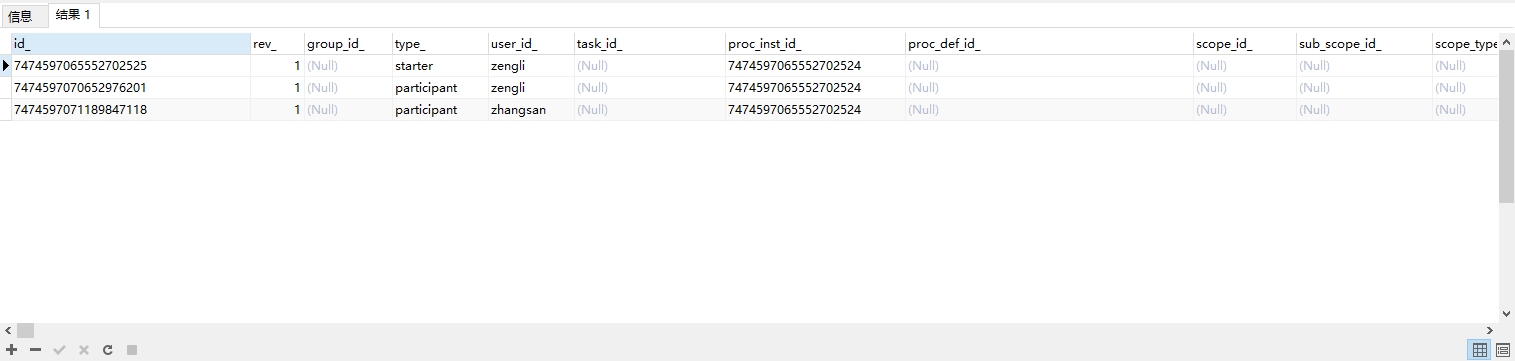 信息 结果 1
id_ rev_ group_id_ type_ user_id_ task_id_ proc_inst_id_ proc_def_id_ scope_id_ sub_scope_id_ scope_type
7474597065552702525 1 (Null) starter zengli (Null) 7474597065552702524 (Null) (Null) (Null) (Null)
7474597070652976201 1 (Null) participant zengli (Null) 7474597065552702524 (Null) (Null) (Null) (Null)
7474597071189847118 1 (Null) participant zhangsan (Null) 7474597065552702524 (Null) (Null) (Null) (Null)